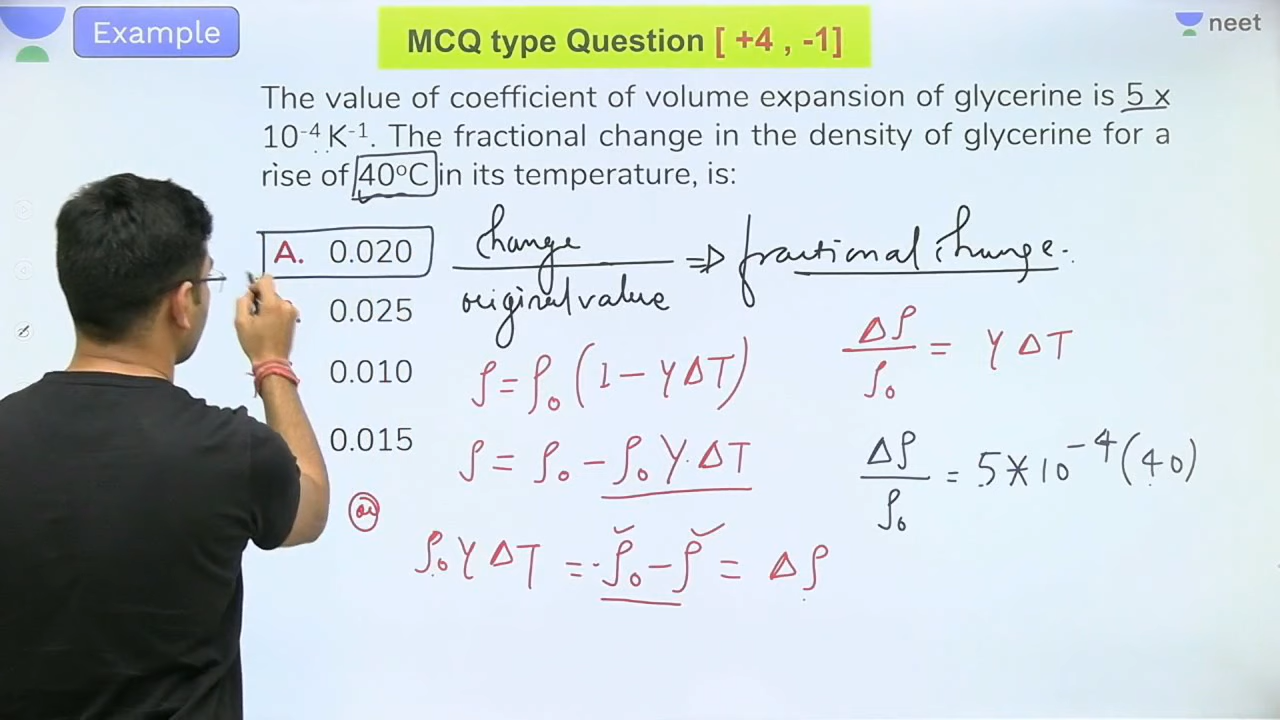 Example
MCQ type Question [ +4 , -1]
neet
The value of coefficient of volume expansion of glycerine is 5 x
10⁻⁴ K⁻¹. The fractional change in the density of glycerine for a
rise of 40°C in its temperature, is:
A. 0.020
0.025
0.010
0.015
change / original value ⇒ fractional change.
ρ = ρ₀ (1 - γΔT)
ρ = ρ₀ - ρ₀ γ ΔT
or
ρ₀ γ ΔT = ρ₀ - ρ = Δρ
Δρ/ρ₀ = γ ΔT
Δρ/ρ₀ = 5 * 10⁻⁴ (40)